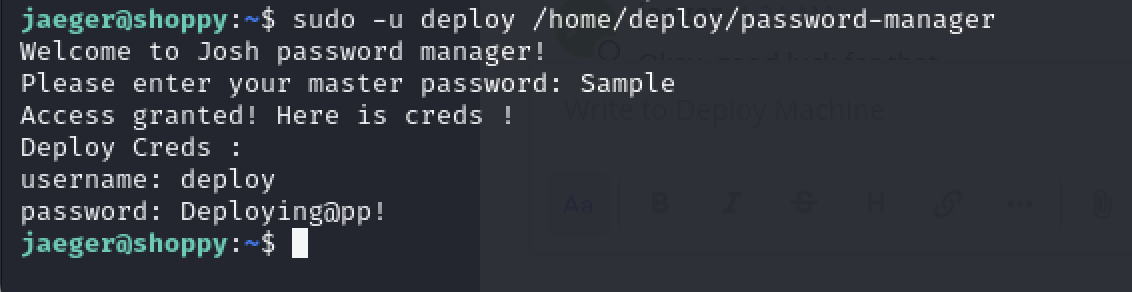 jaeger@shoppy:~$ sudo -u deploy /home/deploy/password-manager
Welcome to Josh password manager!
Please enter your master password: Sample
Access granted! Here is creds !
Deploy Creds :
username: deploy
password: Deploying@pp!
jaeger@shoppy:~$
Write to Deploy Machine
Aa B I S H